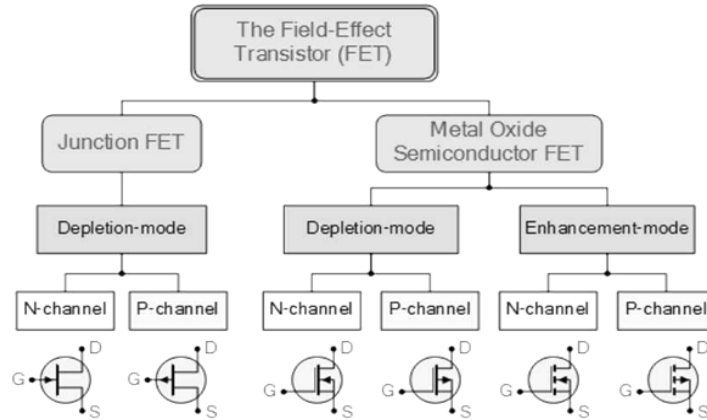 The Field-Effect
Transistor (FET)
Junction FET
Metal Oxide
Semiconductor FET
Depletion-mode
Depletion-mode
Enhancement-mode
N-channel
P-channel
N-channel
P-channel
N-channel
P-channel
D
D
D
D
D
D
G
G
G
G
G
G
S
S
S
S
S
S